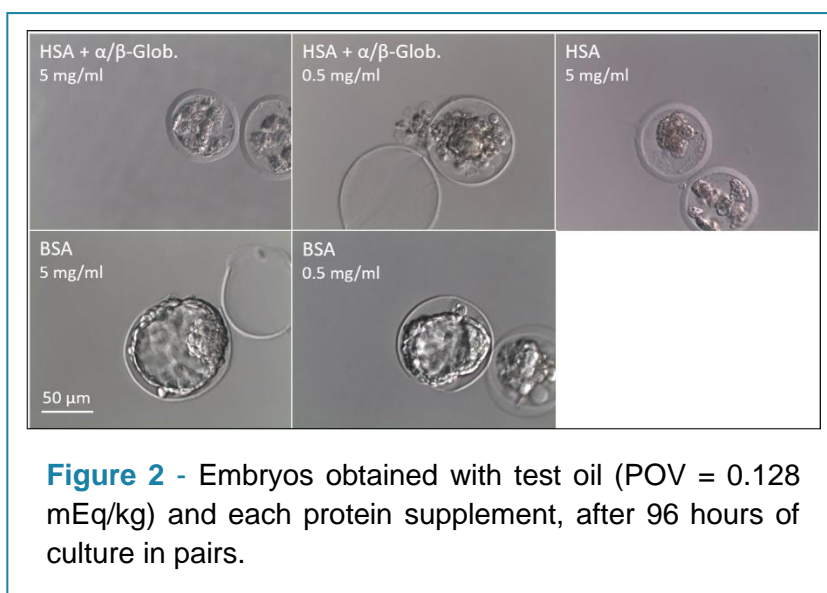 HSA + α/β-Glob.
5 mg/ml
HSA + α/β-Glob.
0.5 mg/ml
HSA
5 mg/ml
BSA
5 mg/ml
50 μm
BSA
0.5 mg/ml
Figure 2 - Embryos obtained with test oil (POV = 0.128
mEq/kg) and each protein supplement, after 96 hours of
culture in pairs.